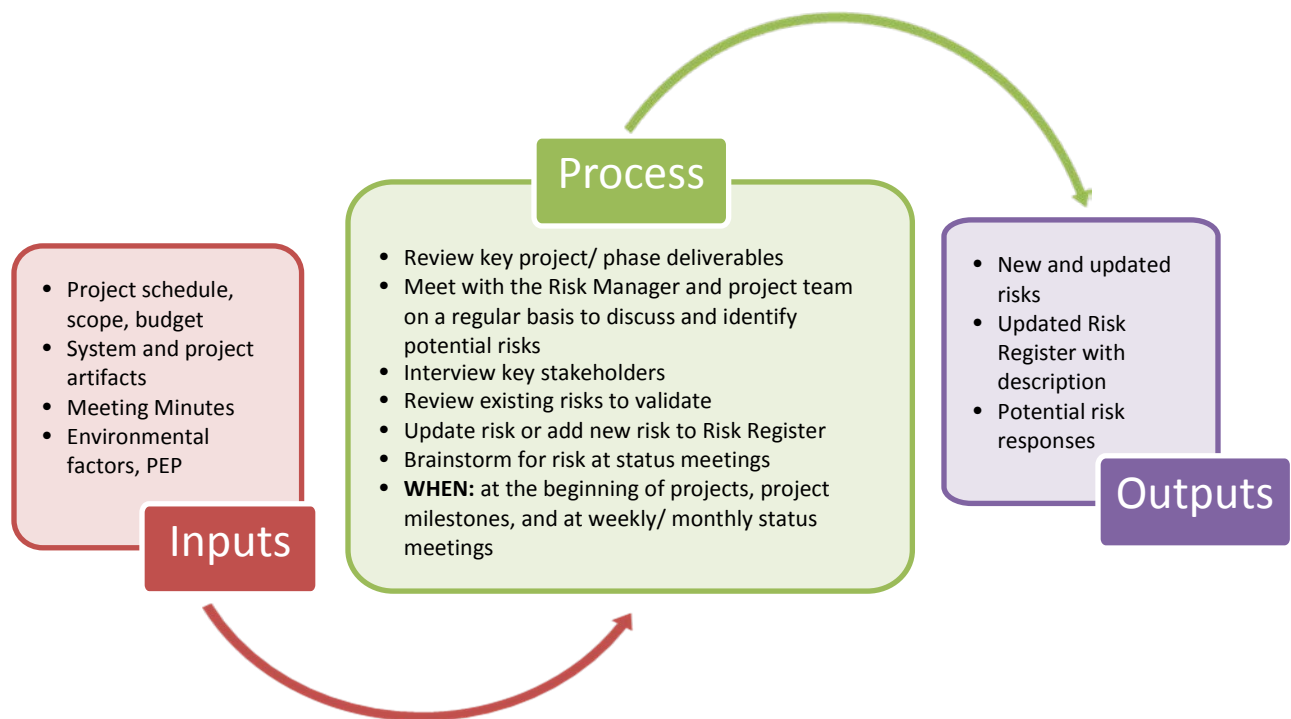 Process
• Project schedule,
scope, budget
• System and project
artifacts
• Meeting Minutes
• Environmental
factors, PEP
Inputs
• Review key project/ phase deliverables
• Meet with the Risk Manager and project team
on a regular basis to discuss and identify
potential risks
• Interview key stakeholders
• Review existing risks to validate
• Update risk or add new risk to Risk Register
• Brainstorm for risk at status meetings
• WHEN: at the beginning of projects, project
milestones, and at weekly/ monthly status
meetings
• New and updated
risks
• Updated Risk
Register with
description
• Potential risk
responses
Outputs